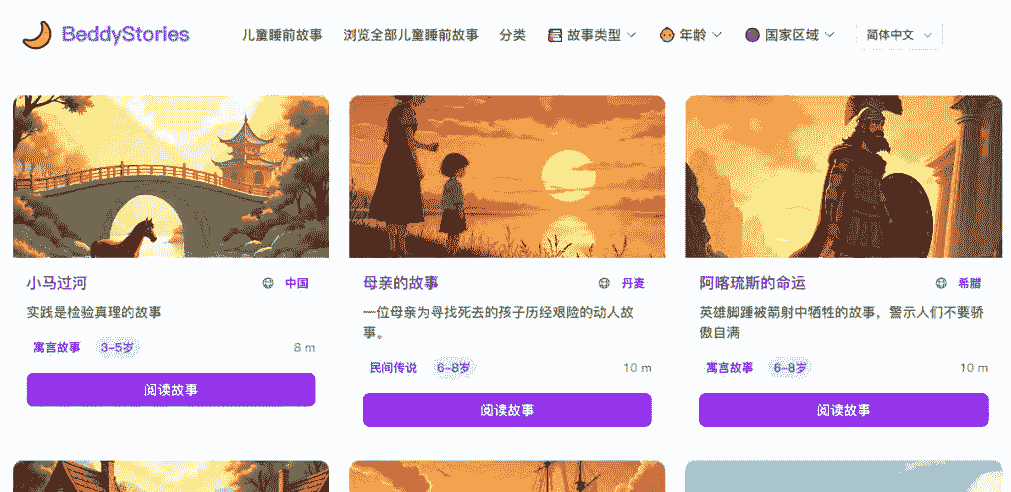 BeddyStories 儿童睡前故事 浏览全部儿童睡前故事 分类 故事类型 年龄 国家区域 简体中文
小马过河 中国
实践是检验真理的故事
寓言故事 3-5岁 8 m
阅读故事
母亲的故事 丹麦
一位母亲为寻找死去的孩子历经艰险的动人故
事。
民间传说 6-8岁 10 m
阅读故事
阿喀琉斯的命运 希腊
英雄脚踵被箭射中牺牲的故事，警示人们不要骄
傲自满
寓言故事 6-8岁 10 m
阅读故事